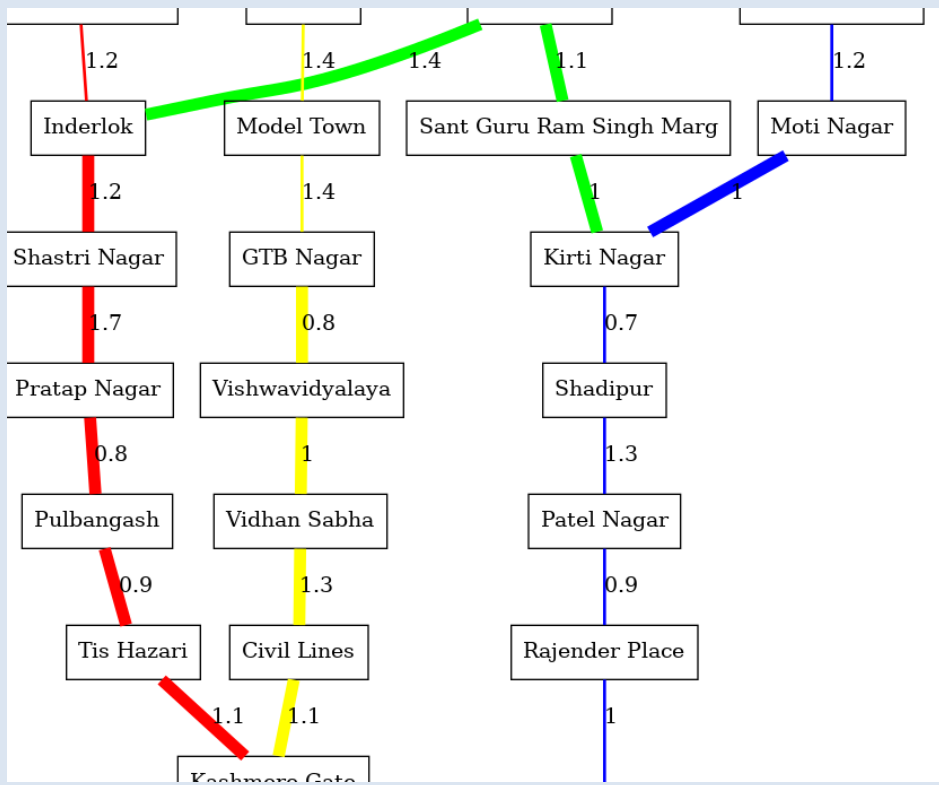 1.2 1.4 1.4 1.1 1.2
Inderlok Model Town Sant Guru Ram Singh Marg Moti Nagar
1.2 1.4 1 1
Shastri Nagar GTB Nagar Kirti Nagar
1.7 0.8 0.7
Pratap Nagar Vishwavidyalaya Shadipur
0.8 1 1.3
Pulbangash Vidhan Sabha Patel Nagar
0.9 1.3 0.9
Tis Hazari Civil Lines Rajender Place
1.1 1.1 1
Kashmere Gate